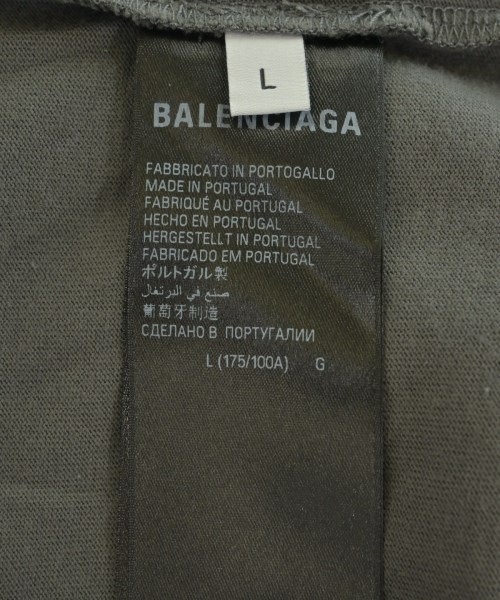 L
BALENCIAGA
FABBRICATO IN PORTOGALLO
MADE IN PORTUGAL
FABRIQUÉ AU PORTUGAL
HECHO EN PORTUGAL
HERGESTELLT IN PORTUGAL
FABRICADO EM PORTUGAL
ポルトガル製
صنع في البرتغال
葡萄牙制造
СДЕЛАНО В ПОРТУГАЛИИ
L (175/100A) G